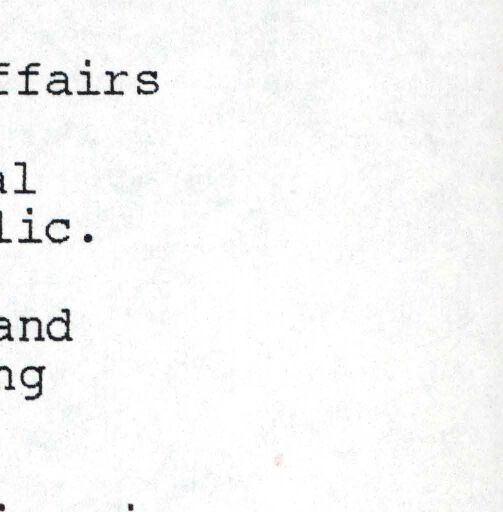 ffairs
al
lic.
and
ng